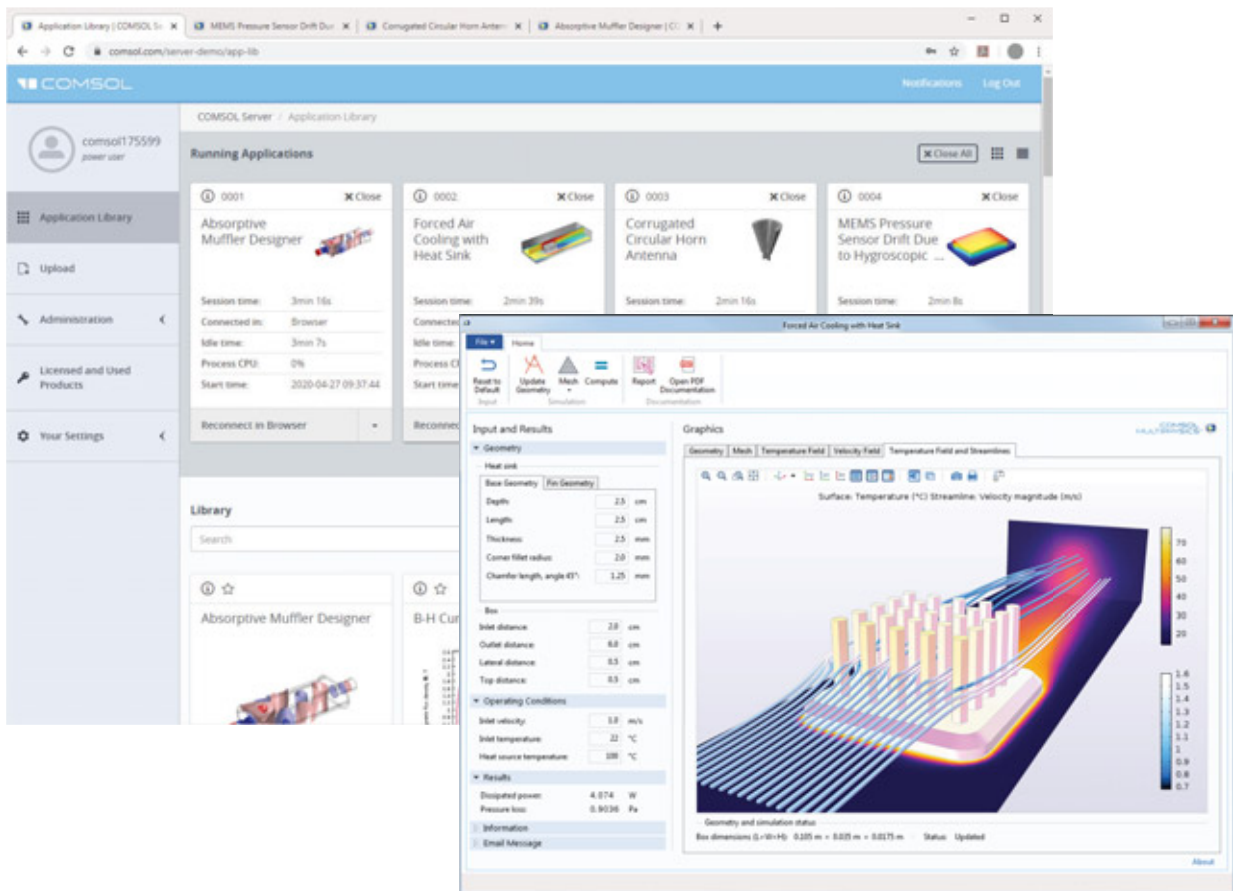 Application Library | COMSOL Se
MEMS Pressure Sensor Drift Due
Corrugated Circular Horn Anten
Absorptive Muffler Designer | CO
comsol.com/server-demo/app-lib
COMSOL
Notifications
Log Out
comsol175599
power user
Application Library
Upload
Administration
Licensed and Used
Products
Your Settings
COMSOL Server / Application Library
Running Applications
Close All
0001
Close
Absorptive
Muffler Designer
Session time: 3min 16s
Connected in: Browser
Idle time: 3min 7s
Process CPU: 0%
Start time: 2020-04-27 09:37:44
Reconnect in Browser
0002
Close
Forced Air
Cooling with
Heat Sink
Session time: 2min 39s
Connected
Idle time:
Process CP
Start time
Reconnec
0003
Close
Corrugated
Circular Horn
Antenna
Session time: 2min 16s
0004
Close
MEMS Pressure
Sensor Drift Due
to Hygroscopic ...
Session time: 2min 8s
Library
Search
Absorptive Muffler Designer
B-H Cur
Forced Air Cooling with Heat Sink
File
Home
Reset to
Default
Update
Geometry
Mesh
Compute
Report
Open PDF
Documentation
Input
Simulation
Documentation
Input and Results
Geometry
Heat sink
Base Geometry
Fin Geometry
Depth: 2.5 cm
Length: 2.5 cm
Thickness: 2.5 mm
Corner fillet radius: 2.0 mm
Chamfer length, angle 45°: 1.25 mm
Box
Inlet distance: 2.0 cm
Outlet distance: 6.0 cm
Lateral distance: 0.5 cm
Top distance: 0.5 cm
Operating Conditions
Inlet velocity: 1.0 m/s
Inlet temperature: 22 °C
Heat source temperature: 100 °C
Results
Dissipated power: 4.074 W
Pressure loss: 0.9036 Pa
Information
Email Message
Graphics
COMSOL
MULTIPHYSICS
Geometry
Mesh
Temperature Field
Velocity Field
Temperature Field and Streamlines
Surface: Temperature (°C) Streamline: Velocity magnitude (m/s)
70
60
50
40
30
20
1.6
1.5
1.4
1.3
1.2
1.1
1
0.9
0.8
0.7
Geometry and simulation status
Box dimensions (L×W×H): 0.105 m × 0.035 m × 0.0175 m Status: Updated
About